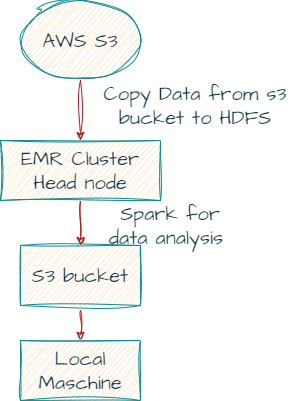 AWS S3
Copy Data from s3
bucket to HDFS
EMR Cluster
Head node
Spark for
data analysis
S3 bucket
Local
Maschine